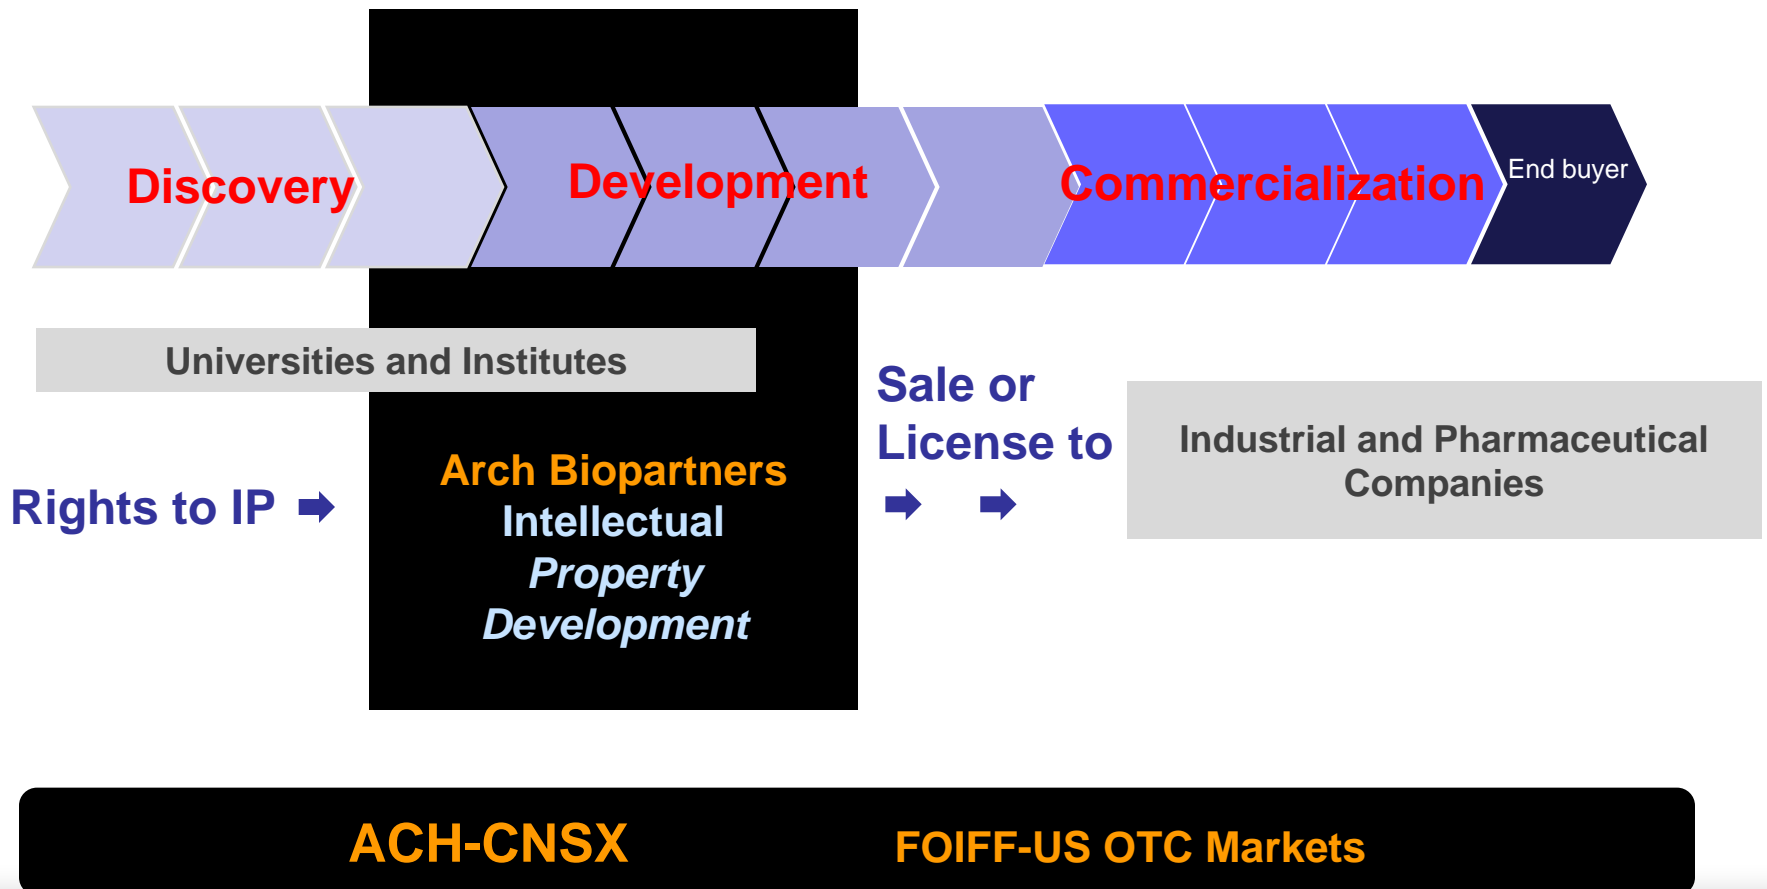 Discovery
Development
Commercialization
End buyer
Universities and Institutes
Rights to IP
Arch Biopartners
Intellectual
Property
Development
Sale or
License to
Industrial and Pharmaceutical
Companies
ACH-CNSX
FOIFF-US OTC Markets